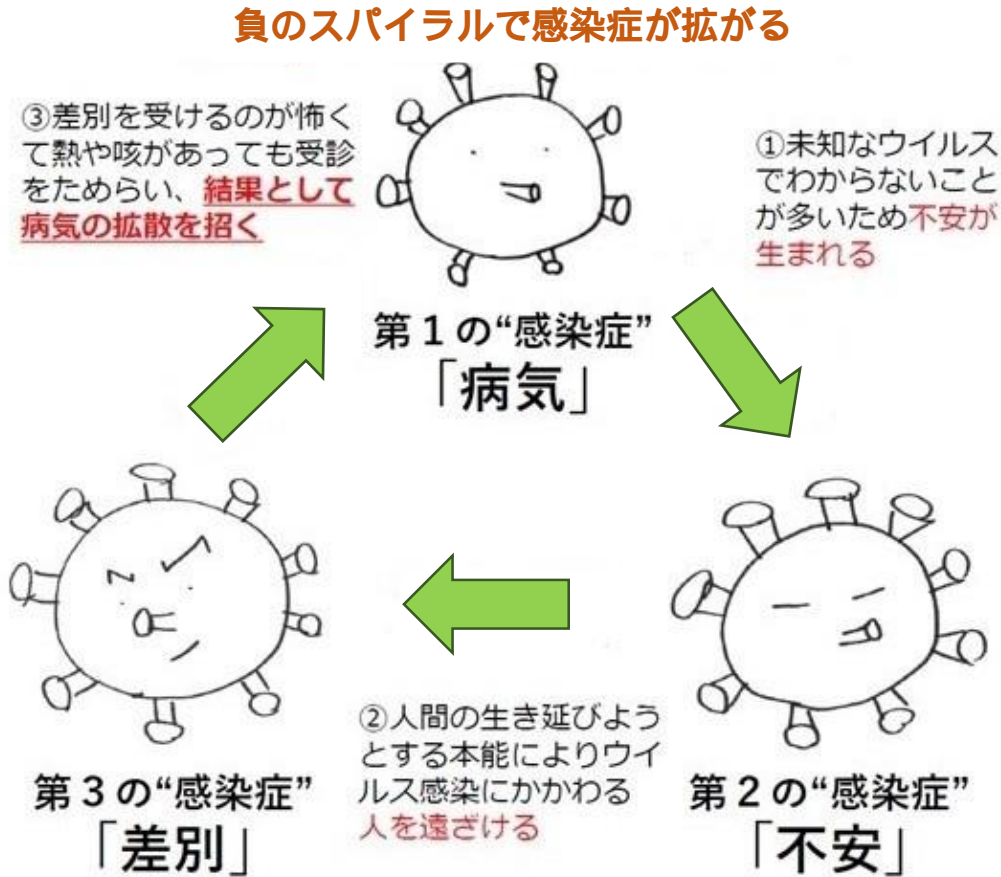 負のスパイラルで感染症が拡がる
③差別を受けるのが怖く
て熱や咳があっても受診
をためらい、結果として
病気の拡散を招く
①未知なウイルス
でわからないこと
が多いため不安が
生まれる
第1の“感染症”
「病気」
②人間の生き延びよう
とする本能によりウイ
ルス感染にかかわる
人を遠ざける
第3の“感染症”
「差別」
第2の“感染症”
「不安」